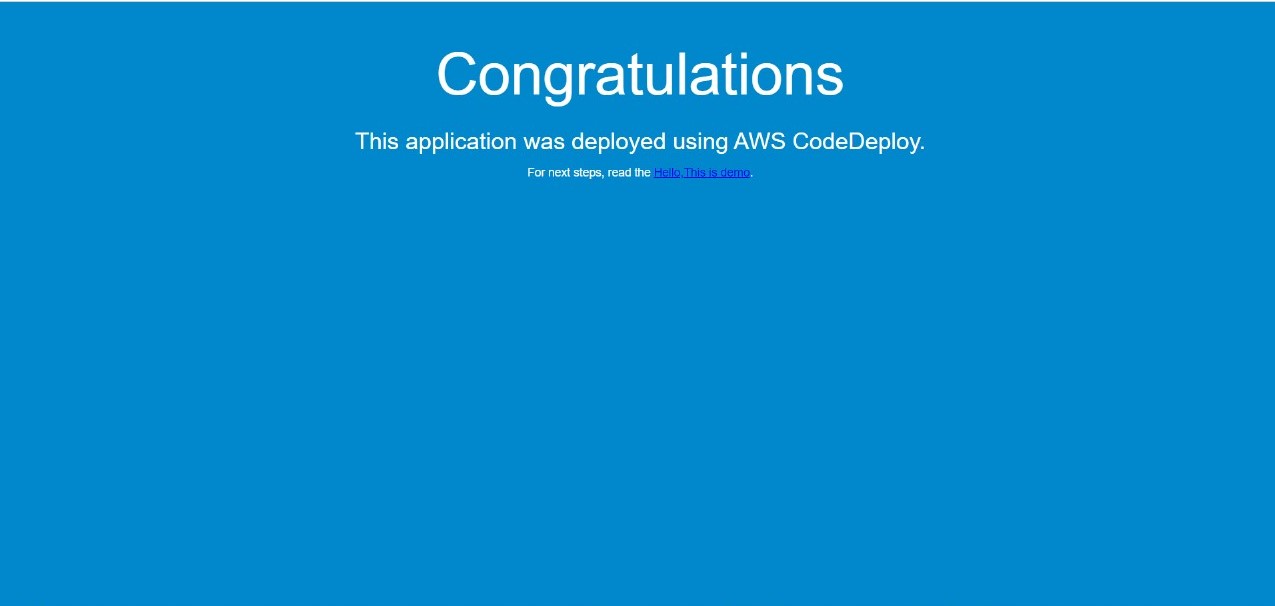 Congratulations
This application was deployed using AWS CodeDeploy.
For next steps, read the Hello,This is demo.